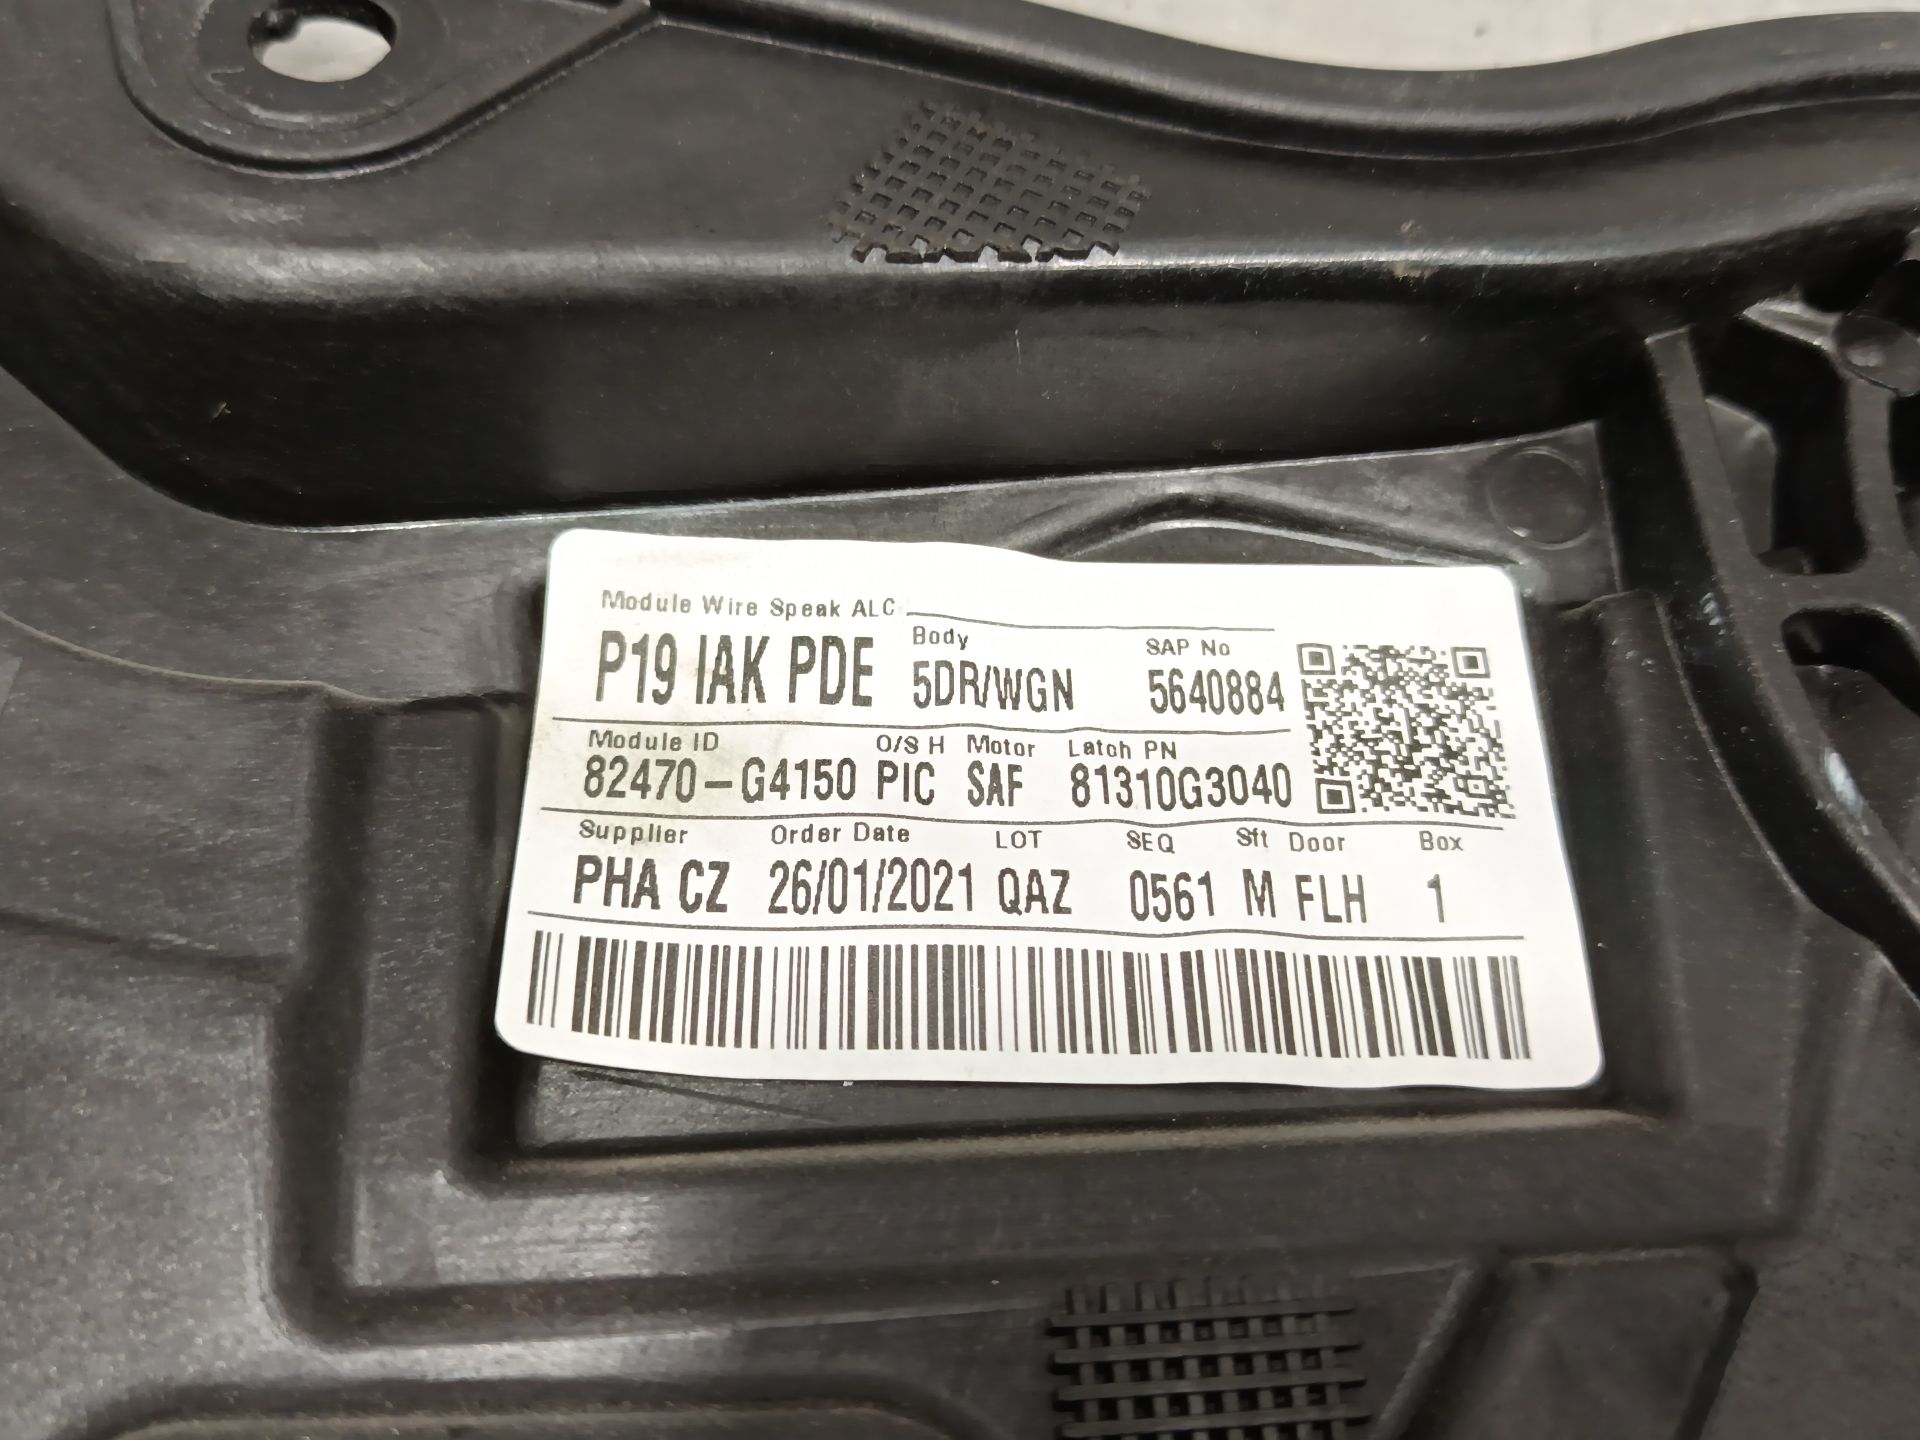 Module Wire Speak ALC
Body SAP No
P19 IAK PDE 5DR/WGN 5640884
Module ID O/S H Motor Latch PN
82470-G4150 PIC SAF 81310G3040
Supplier Order Date LOT SEQ Sft Door Box
PHA CZ 26/01/2021 QAZ 0561 M FLH 1